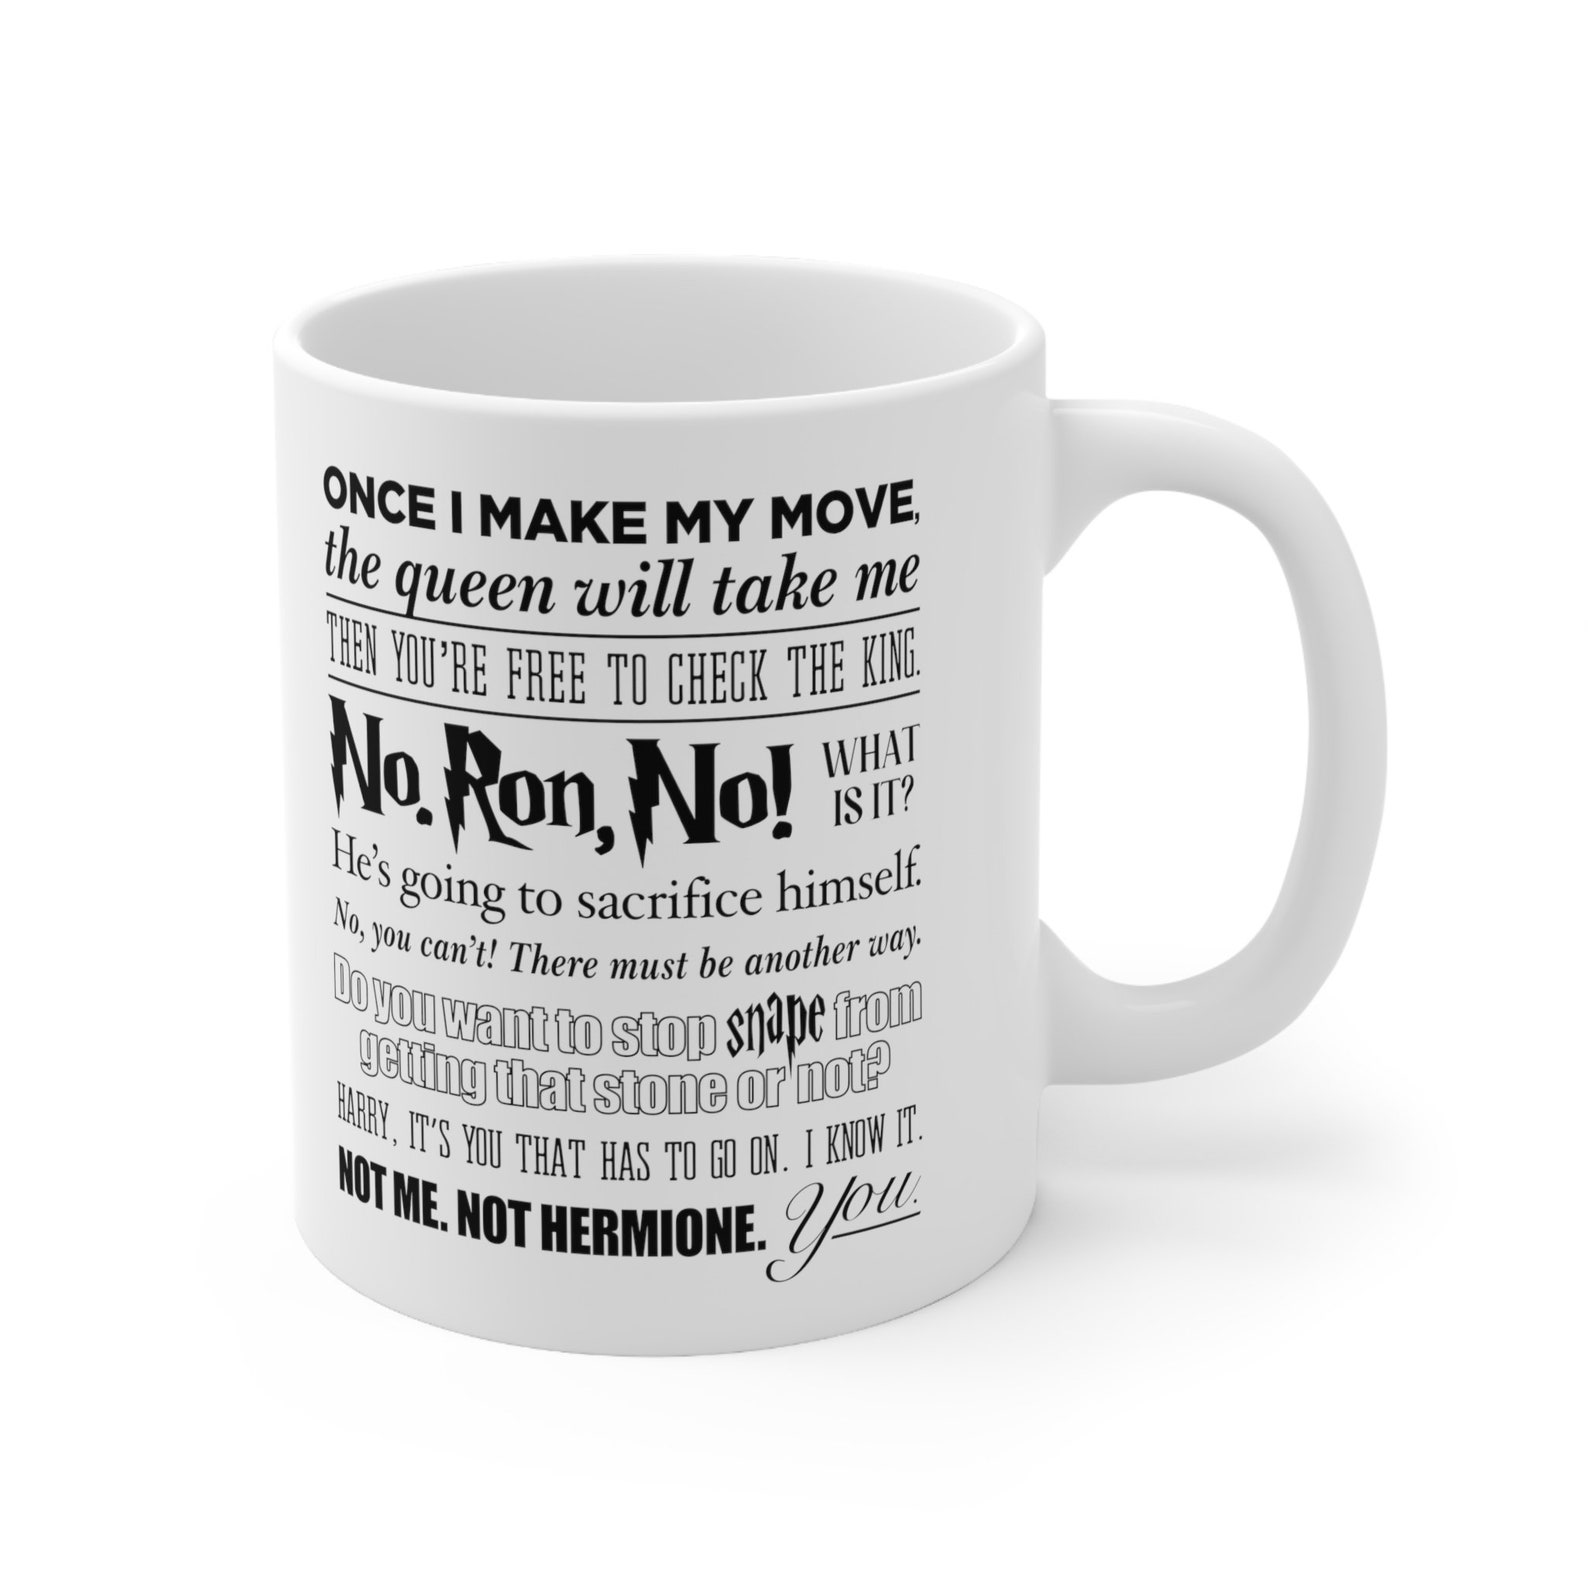 ONCE I MAKE MY MOVE,
the queen will take me
THEN YOU'RE FREE TO CHECK THE KING.
No. Ron, No! WHAT
IS IT?
He's going to sacrifice himself.
No, you can't! There must be another way.
Do you want to stop snape from
getting that stone or not?
HARRY, IT'S YOU THAT HAS TO GO ON. I KNOW IT.
NOT ME. NOT HERMIONE. You.